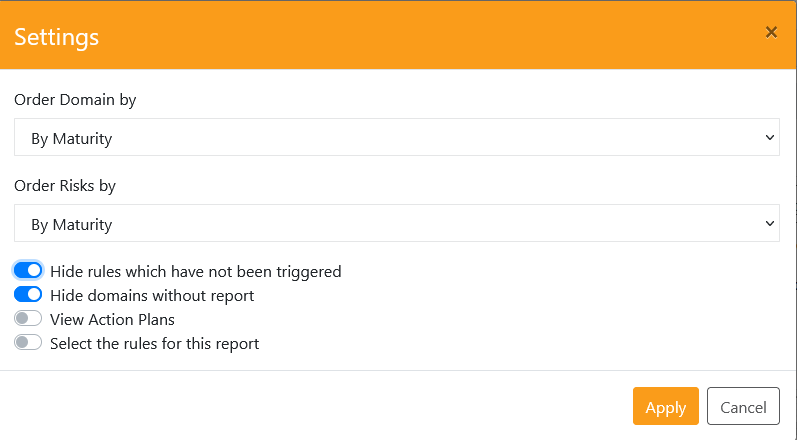 Settings
×
Order Domain by
By Maturity
Order Risks by
By Maturity
Hide rules which have not been triggered
Hide domains without report
View Action Plans
Select the rules for this report
Apply Cancel